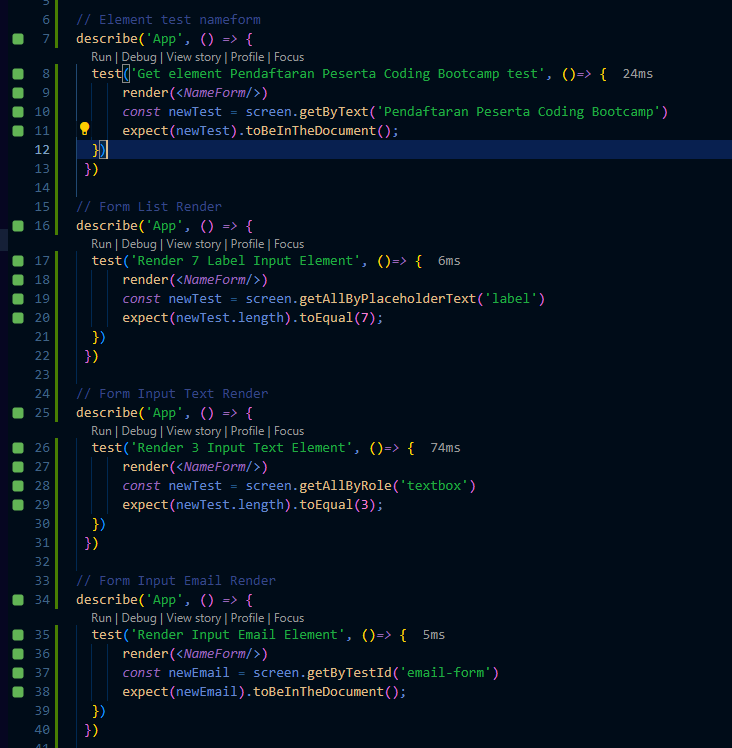 6 // Element test nameform
7 describe('App', () => {
Run | Debug | View story | Profile | Focus
8 test('Get element Pendaftaran Peserta Coding Bootcamp test', ()=> { 24ms
9 render(<NameForm/>)
10 const newTest = screen.getByText('Pendaftaran Peserta Coding Bootcamp')
11 expect(newTest).toBeInTheDocument();
12 })
13 })
14
15 // Form List Render
16 describe('App', () => {
Run | Debug | View story | Profile | Focus
17 test('Render 7 Label Input Element', ()=> { 6ms
18 render(<NameForm/>)
19 const newTest = screen.getAllByPlaceholderText('label')
20 expect(newTest.length).toEqual(7);
21 })
22 })
23
24 // Form Input Text Render
25 describe('App', () => {
Run | Debug | View story | Profile | Focus
26 test('Render 3 Input Text Element', ()=> { 74ms
27 render(<NameForm/>)
28 const newTest = screen.getAllByRole('textbox')
29 expect(newTest.length).toEqual(3);
30 })
31 })
32
33 // Form Input Email Render
34 describe('App', () => {
Run | Debug | View story | Profile | Focus
35 test('Render Input Email Element', ()=> { 5ms
36 render(<NameForm/>)
37 const newEmail = screen.getByTestId('email-form')
38 expect(newEmail).toBeInTheDocument();
39 })
40 })